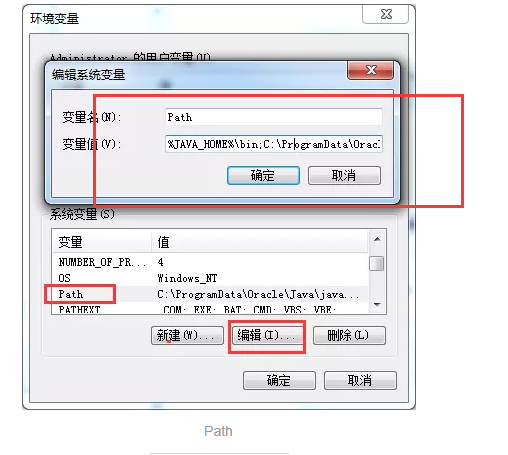 环境变量
Administrator 的用户变量(U)
编辑系统变量
变量名(N): Path
变量值(V): %JAVA_HOME%\bin;C:\ProgramData\Orac
确定 取消
系统变量(S)
变量 值
NUMBER_OF_PR... 4
OS Windows_NT
Path C:\ProgramData\Oracle\Java\java...
PATHEXT .COM;.EXE;.BAT;.CMD;.VBS;.VBE;
新建(W)... 编辑(I)... 删除(L)
确定 取消
Path